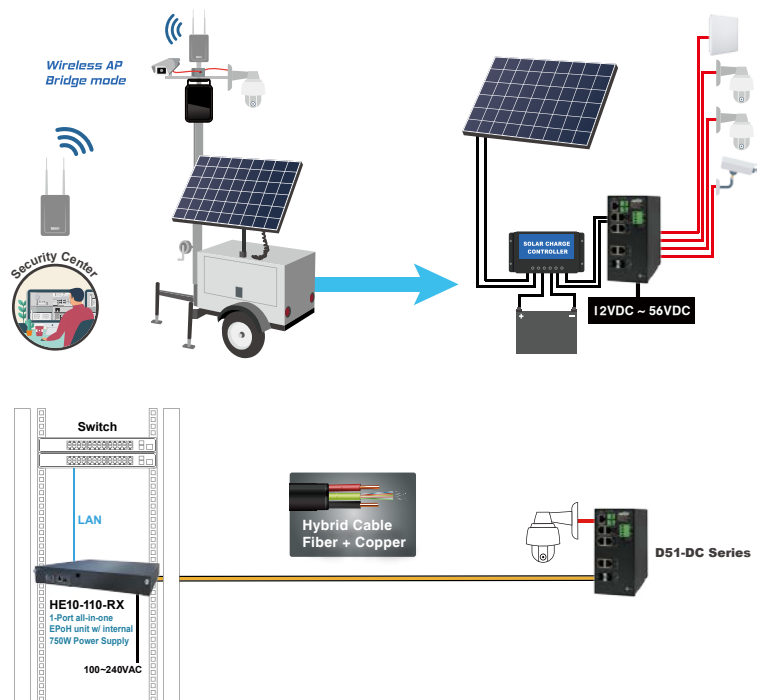 Wireless AP
Bridge mode
Security Center
SOLAR CHARGE
CONTROLLER
+ −
12VDC ~ 56VDC
Switch
LAN
Hybrid Cable
Fiber + Copper
D51-DC Series
HE10-110-RX
1-Port all-in-one
EPoH unit w/ internal
750W Power Supply
100~240VAC